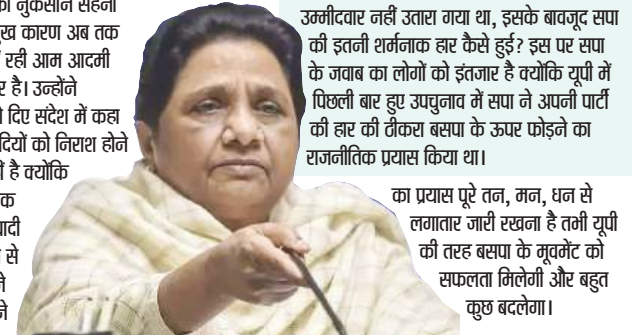 का नुकसान सहना
कारण अब तक
रही आम आदमी
है। उन्होंने
दिए संदेश में कहा
निराश होने
है क्योंकि
से
उम्मीदवार नहीं उतारा गया था, इसके बावजूद सपा
की इतनी शर्मनाक हार कैसे हुई? इस पर सपा
के जवाब का लोगों को इंतजार है क्योंकि यूपी में
पिछली बार हुए उपचुनाव में सपा ने अपनी पार्टी
की हार की ठीकरा बसपा के ऊपर फोड़ने का
राजनीतिक प्रयास किया था।
का प्रयास पूरे तन, मन, धन से
लगातार जारी रखना है तभी यूपी
की तरह बसपा के मूवमेंट को
सफलता मिलेगी और बहुत
कुछ बदलेगा।